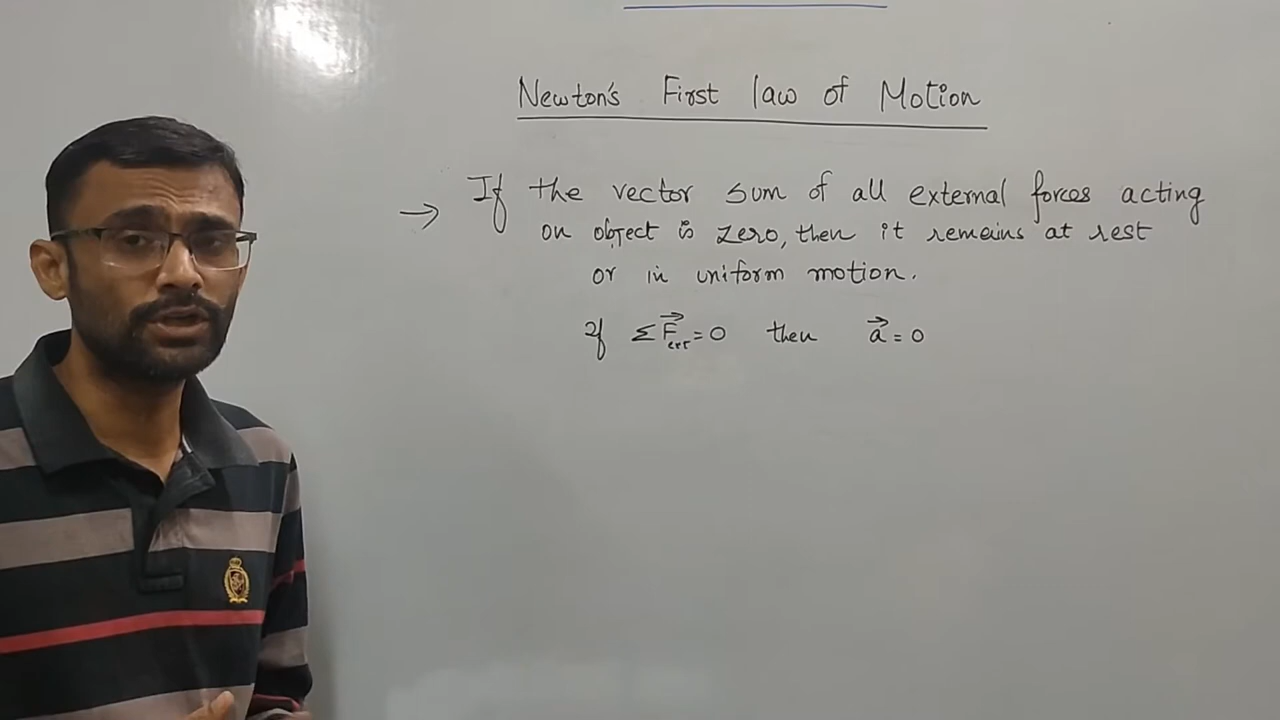 Newton's First law of Motion
→ If the vector sum of all external forces acting
on object is zero, then it remains at rest
or in uniform motion.
If Σ F⃗ext = 0 then a⃗ = 0